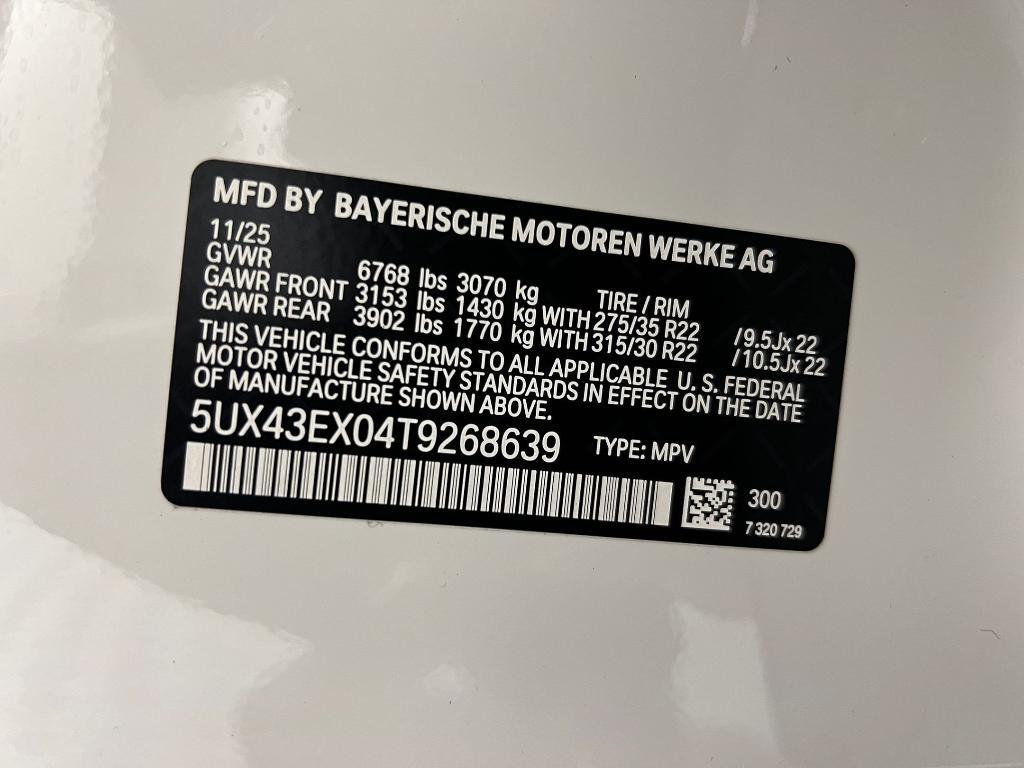 MFD BY BAYERISCHE MOTOREN WERKE AG
11/25
GVWR 6768 lbs 3070 kg TIRE / RIM
GAWR FRONT 3153 lbs 1430 kg WITH 275/35 R22 /9.5Jx 22
GAWR REAR 3902 lbs 1770 kg WITH 315/30 R22 /10.5Jx 22
THIS VEHICLE CONFORMS TO ALL APPLICABLE U. S. FEDERAL
MOTOR VEHICLE SAFETY STANDARDS IN EFFECT ON THE DATE
OF MANUFACTURE SHOWN ABOVE.
5UX43EX04T9268639 TYPE: MPV
300
7 320 729